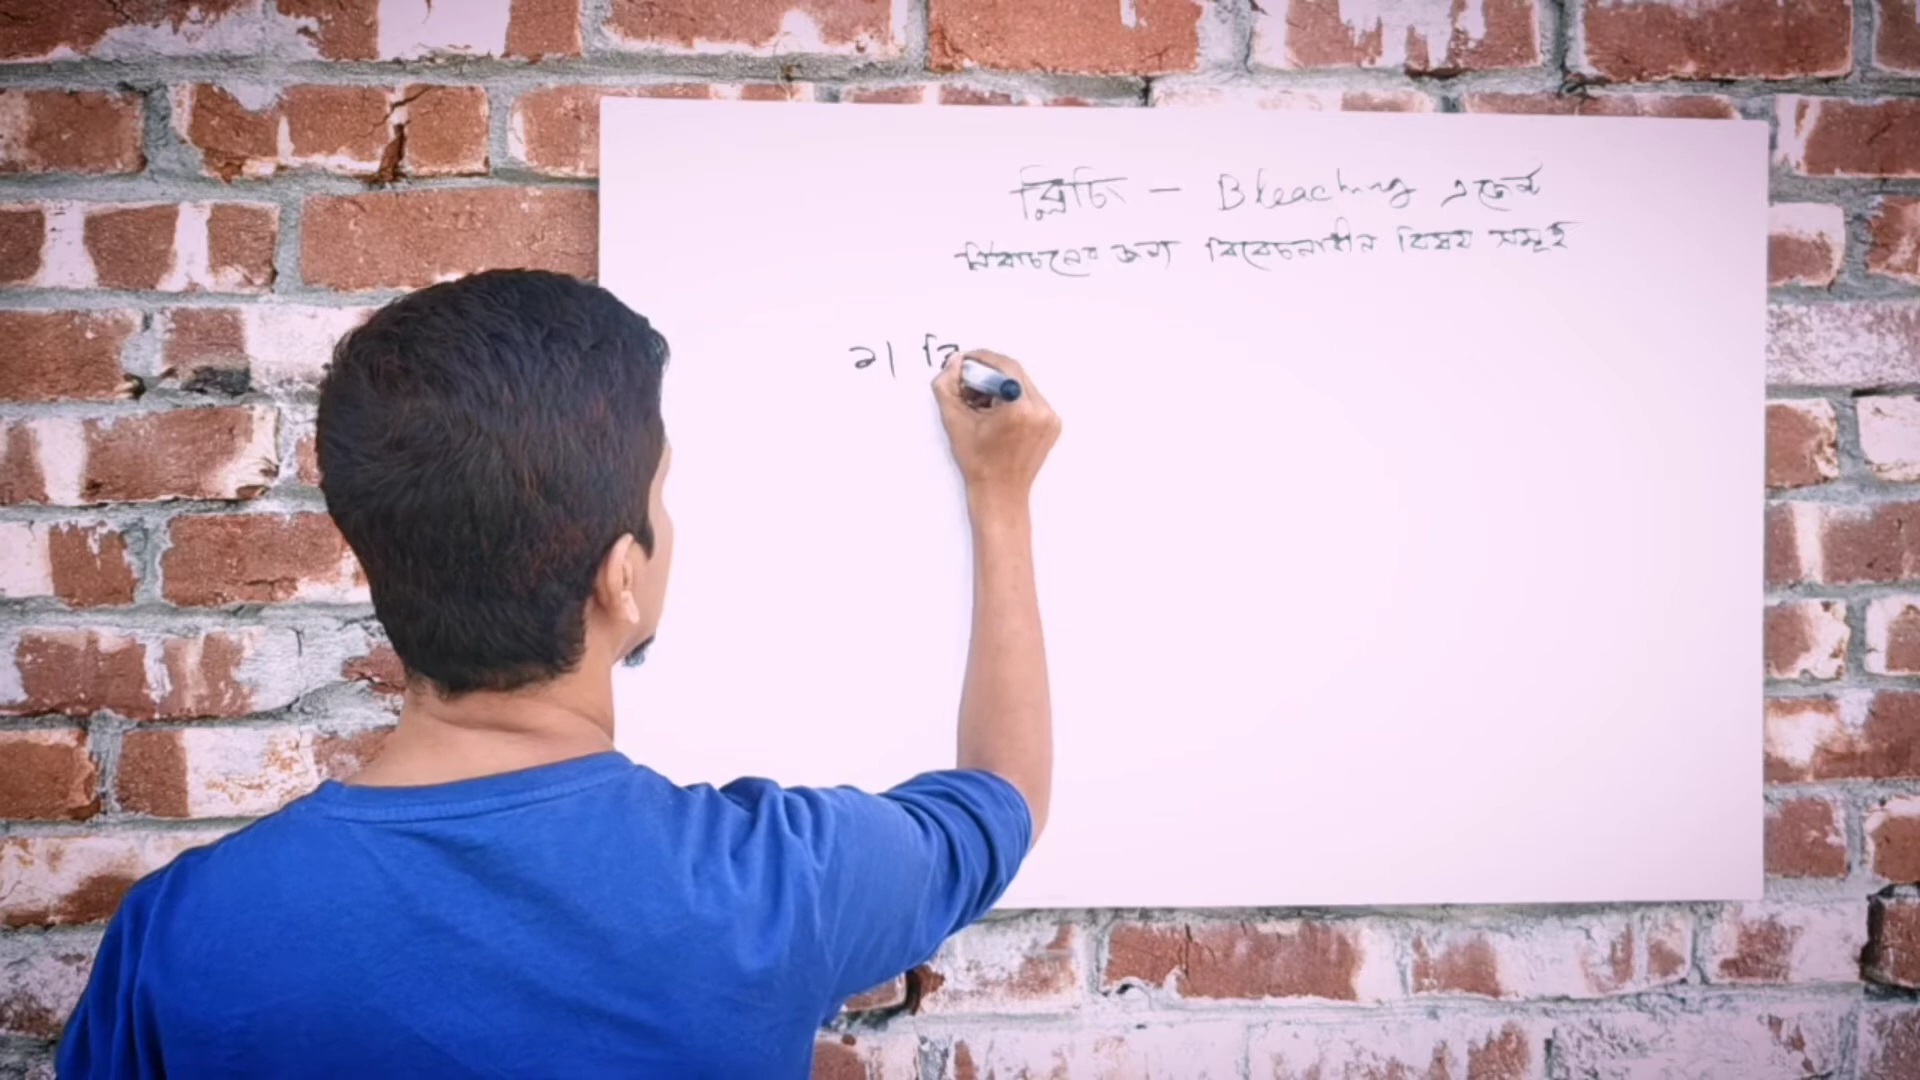 ব্লিচিং - Bleaching এজেন্ট
নির্বাচনের জন্য বিবেচনাধীন বিষয় সমূহ
১। বি